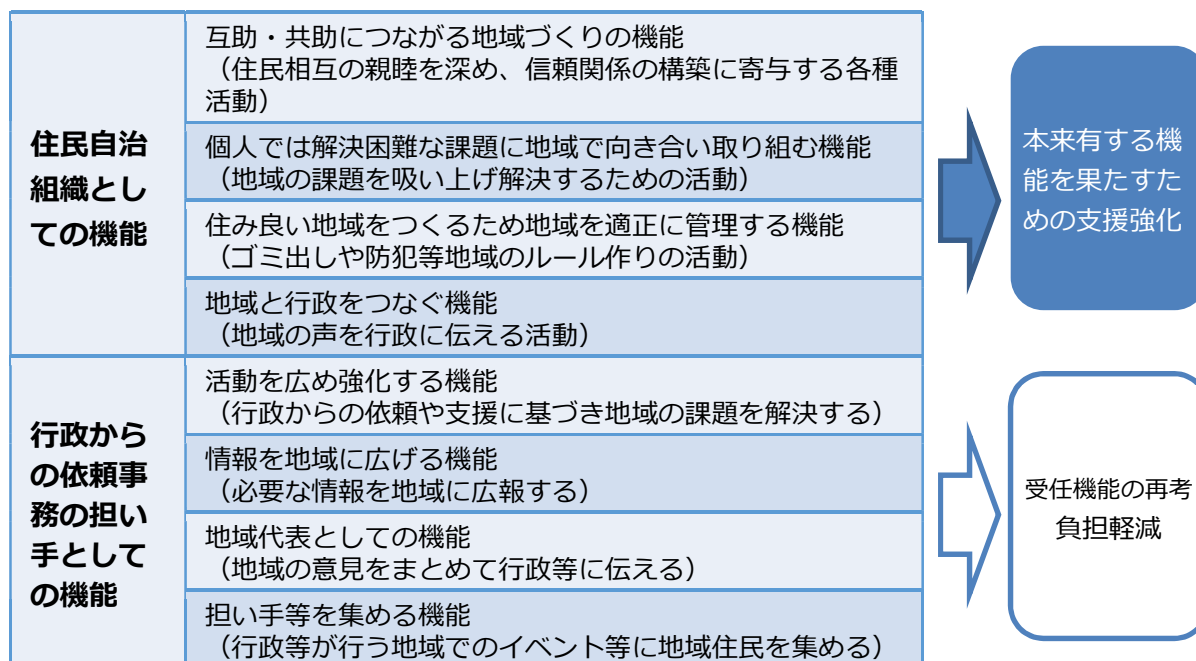 住民自治
組織とし
ての機能
互助・共助につながる地域づくりの機能
（住民相互の親睦を深め、信頼関係の構築に寄与する各種
活動）
個人では解決困難な課題に地域で向き合い取り組む機能
（地域の課題を吸い上げ解決するための活動）
住み良い地域をつくるため地域を適正に管理する機能
（ゴミ出しや防犯等地域のルール作りの活動）
地域と行政をつなぐ機能
（地域の声を行政に伝える活動）
本来有する機
能を果たすた
めの支援強化
行政から
の依頼事
務の担い
手として
の機能
活動を広め強化する機能
（行政からの依頼や支援に基づき地域の課題を解決する）
情報を地域に広げる機能
（必要な情報を地域に広報する）
地域代表としての機能
（地域の意見をまとめて行政等に伝える）
担い手等を集める機能
（行政等が行う地域でのイベント等に地域住民を集める）
受任機能の再考
負担軽減